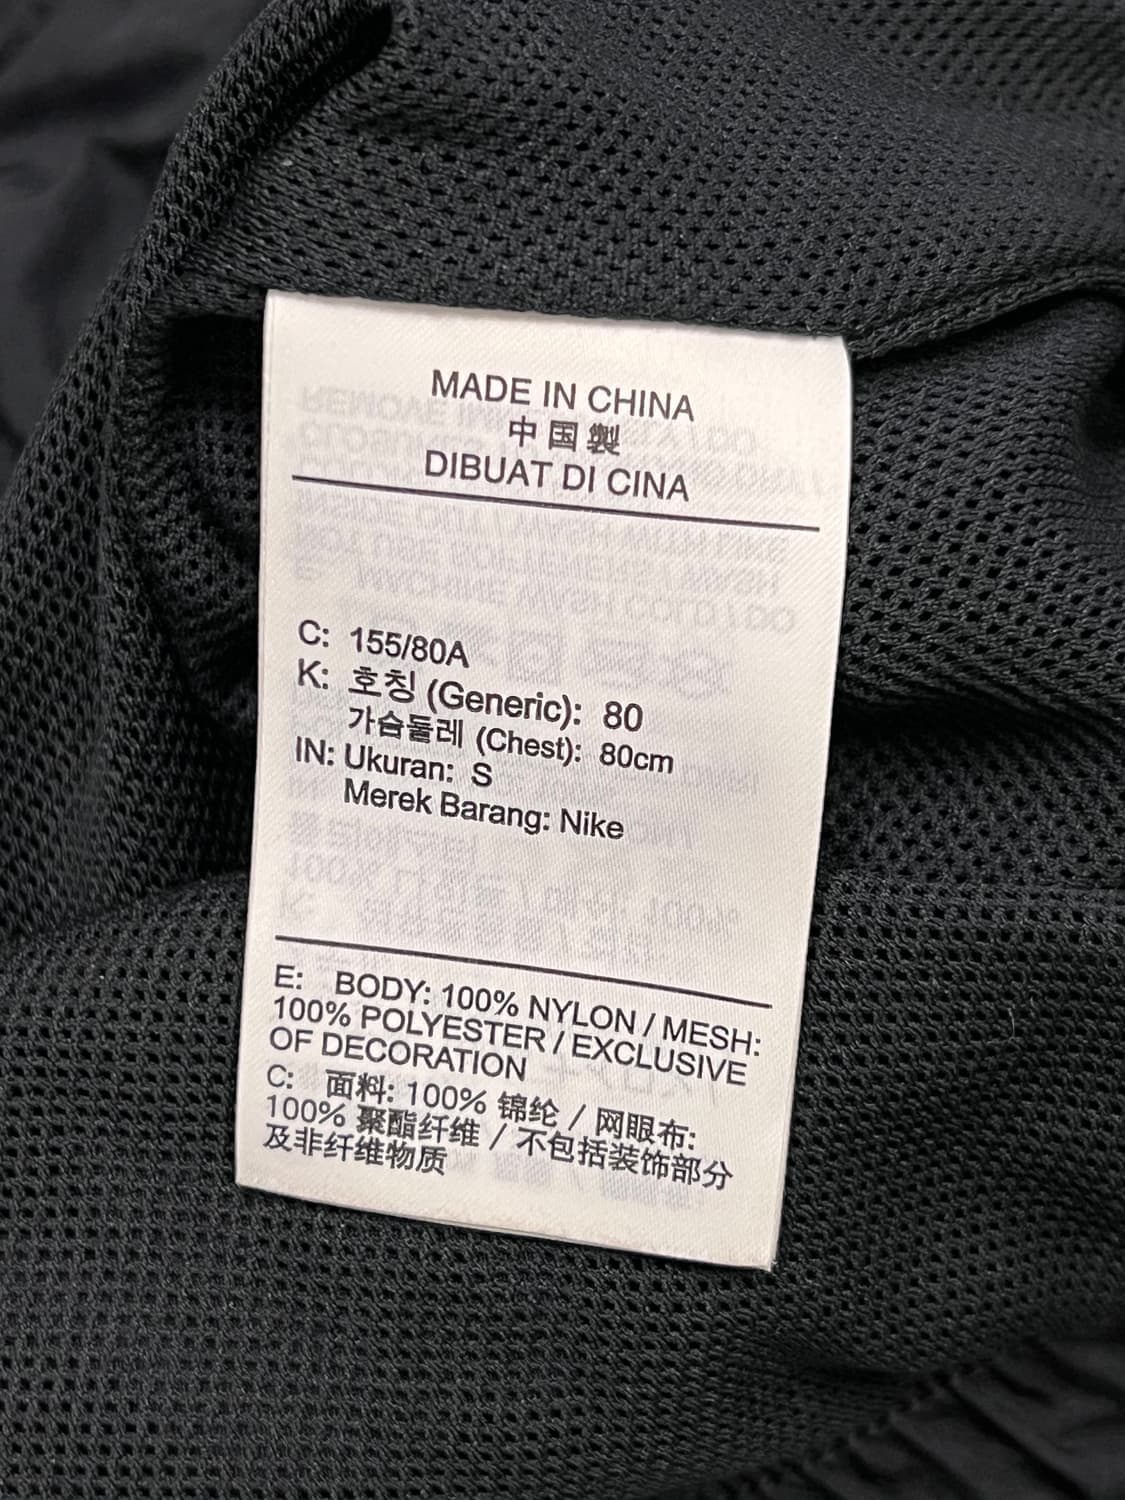 MADE IN CHINA
中国製
DIBUAT DI CINA
C: 155/80A
K: 호칭 (Generic): 80
가슴둘레 (Chest): 80cm
IN: Ukuran: S
Merek Barang: Nike
E: BODY: 100% NYLON / MESH:
100% POLYESTER / EXCLUSIVE
OF DECORATION
C: 面料: 100% 锦纶 / 网眼布:
100% 聚酯纤维 / 不包括装饰部分
及非纤维物质